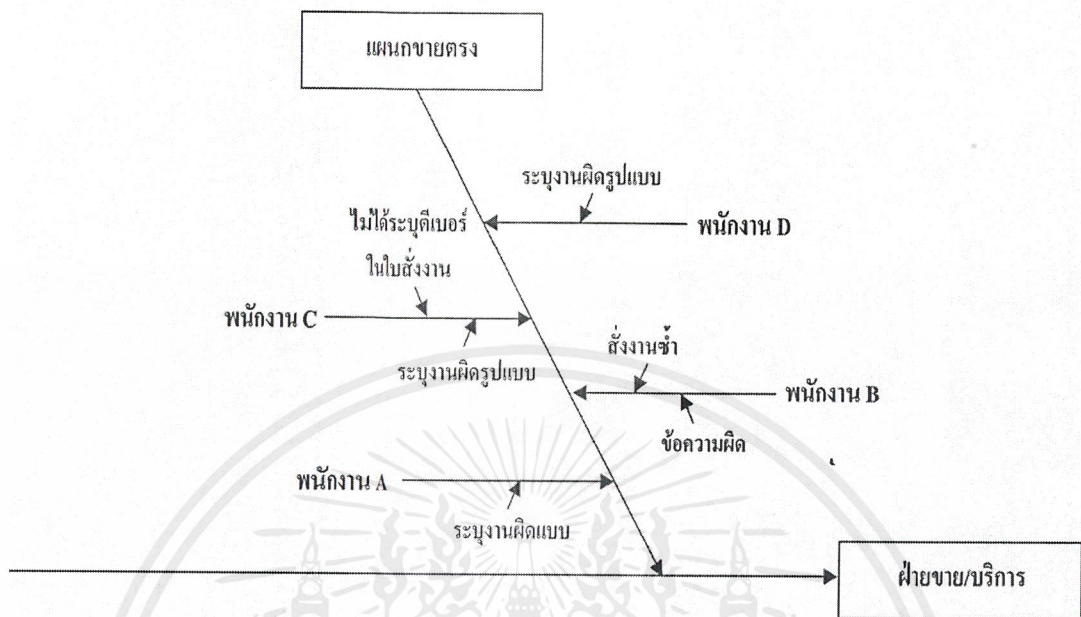 แผนกขายตรง
ระบุงานผิดรูปแบบ
ไม่ได้ระบุดีเบอร์
พนักงาน D
ในใบสั่งงาน
พนักงาน C
สั่งงานซ้ำ
ระบุงานผิดรูปแบบ
พนักงาน B
ข้อความผิด
พนักงาน A
ระบุงานผิดแบบ
ฝ่ายขาย/บริการ